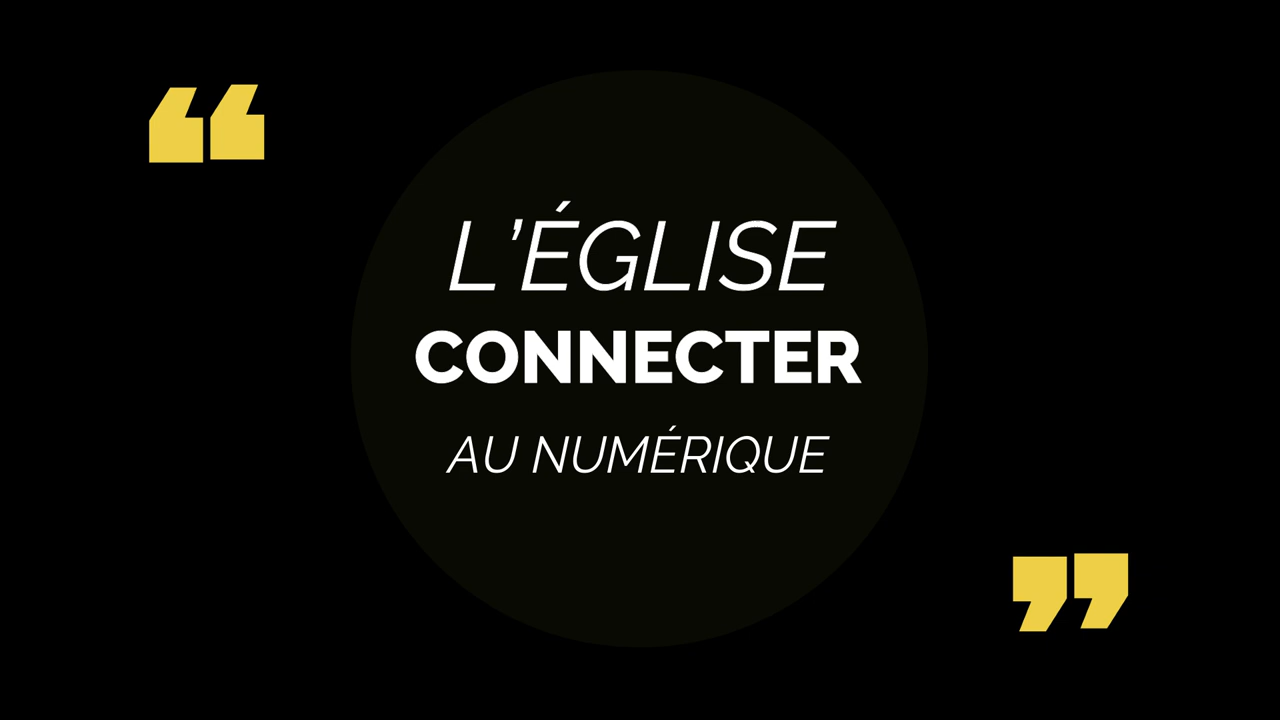 “
L’ÉGLISE
CONNECTER
AU NUMÉRIQUE
”